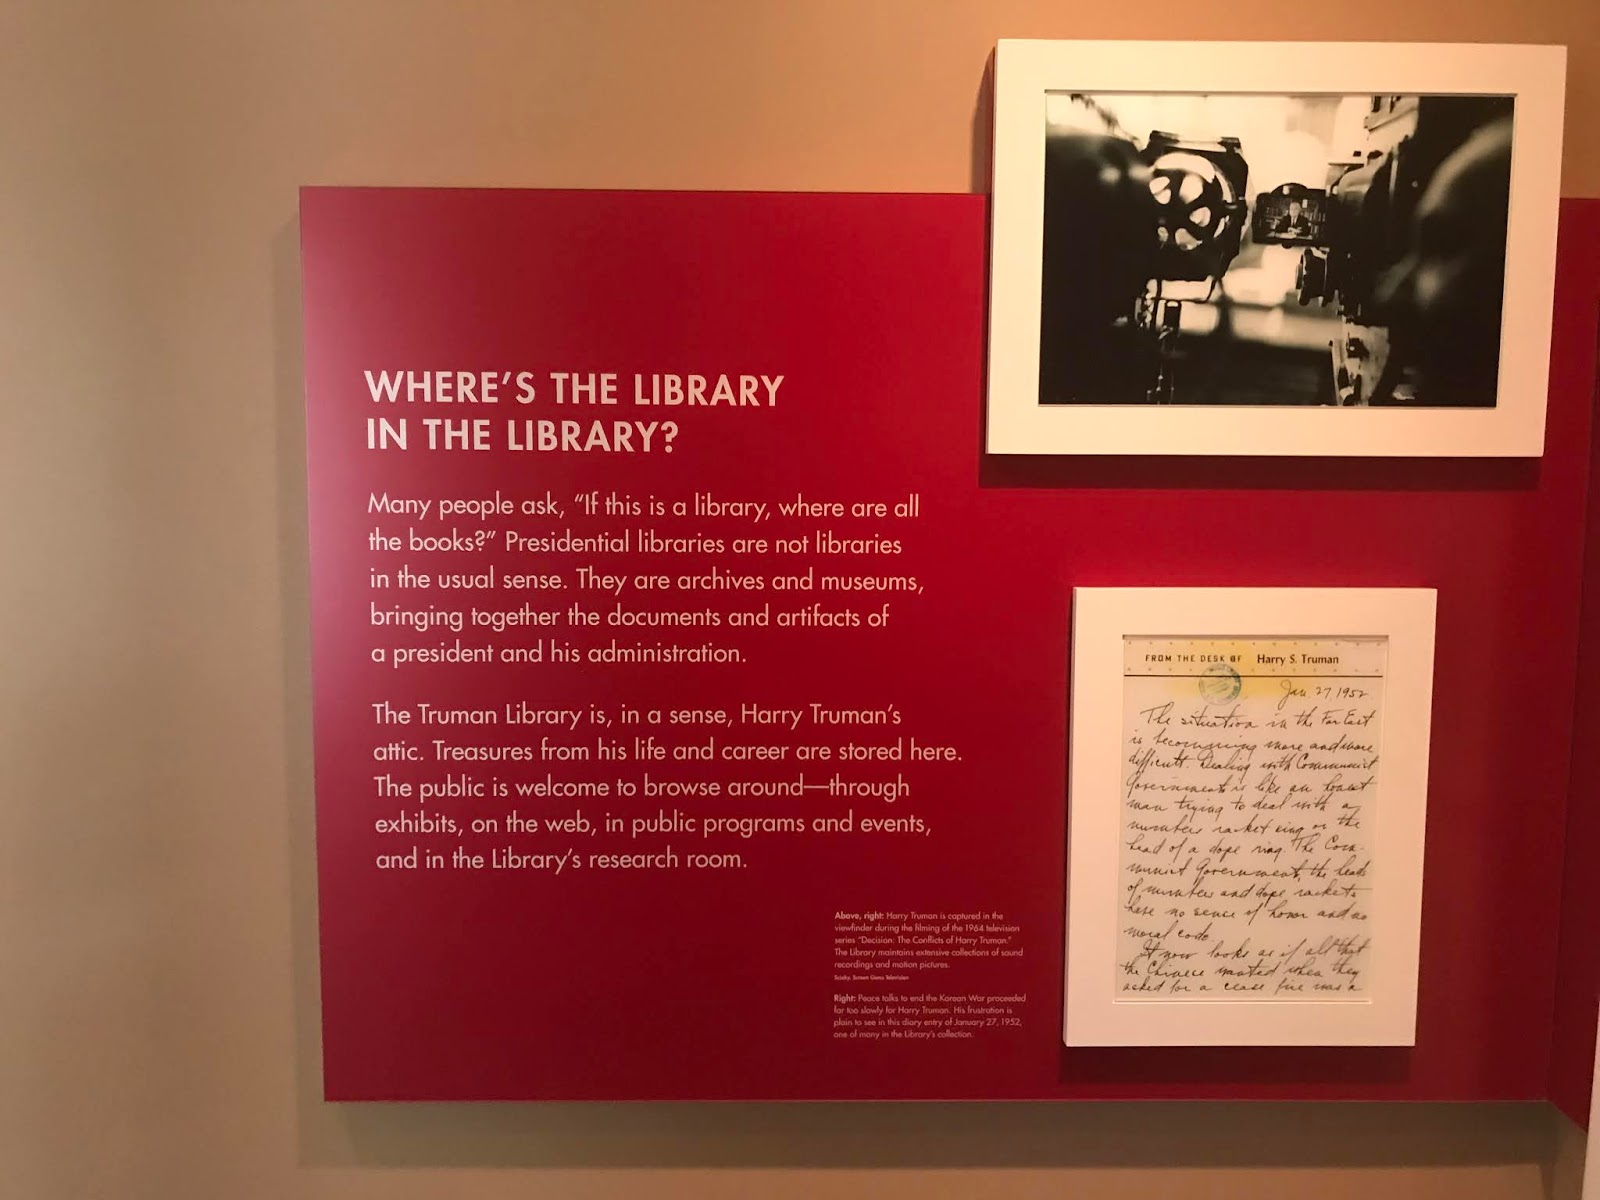 WHERE'S THE LIBRARY
IN THE LIBRARY?
Many people ask, “If this is a library, where are all
the books?” Presidential libraries are not libraries
in the usual sense. They are archives and museums,
bringing together the documents and artifacts of
a president and his administration.
The Truman Library is, in a sense, Harry Truman's
attic. Treasures from his life and career are stored here.
The public is welcome to browse around—through
exhibits, on the web, in public programs and events,
and in the Library's research room.
Above, right: Harry Truman is captured in the
viewfinder during the filming of the 1964 television
series “Decision: The Conflicts of Harry Truman.”
The Library maintains extensive collections of sound
recordings and motion pictures.
Screen Gems Television
Right: Peace talks to end the Korean War proceeded
far too slowly for Harry Truman. His frustration is
plain to see in this diary entry of January 27, 1952,
one of many in the Library's collection.
FROM THE DESK OF Harry S. Truman
Jan. 27, 1952
The situation in the Far East
is becomming more and more
difficult. Dealing with Communist
Governments is like an honest
man trying to deal with a
numbers racket king or the
head of a dope ring. The Com-
munist Governments, the heads
of numbers and dope rackets
have no sense of honor and no
moral code.
It now looks as if all that
the Chinese wanted when they
asked for a cease fire was a